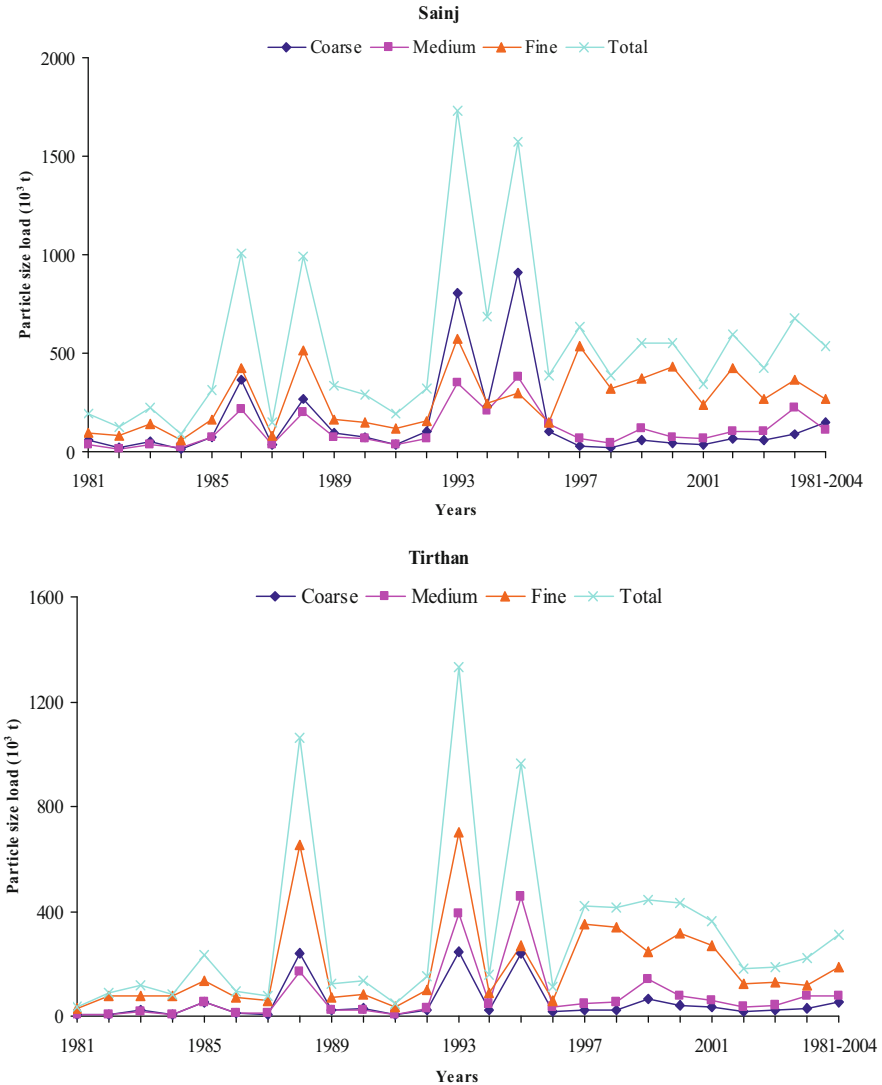 Sainj
Coarse Medium Fine Total
Particle size load (10³ t)
2000
1500
1000
500
0
1981 1985 1989 1993 1997 2001 1981-2004
Years
Tirthan
Coarse Medium Fine Total
Particle size load (10³ t)
1600
1200
800
400
0
1981 1985 1989 1993 1997 2001 1981-2004
Years